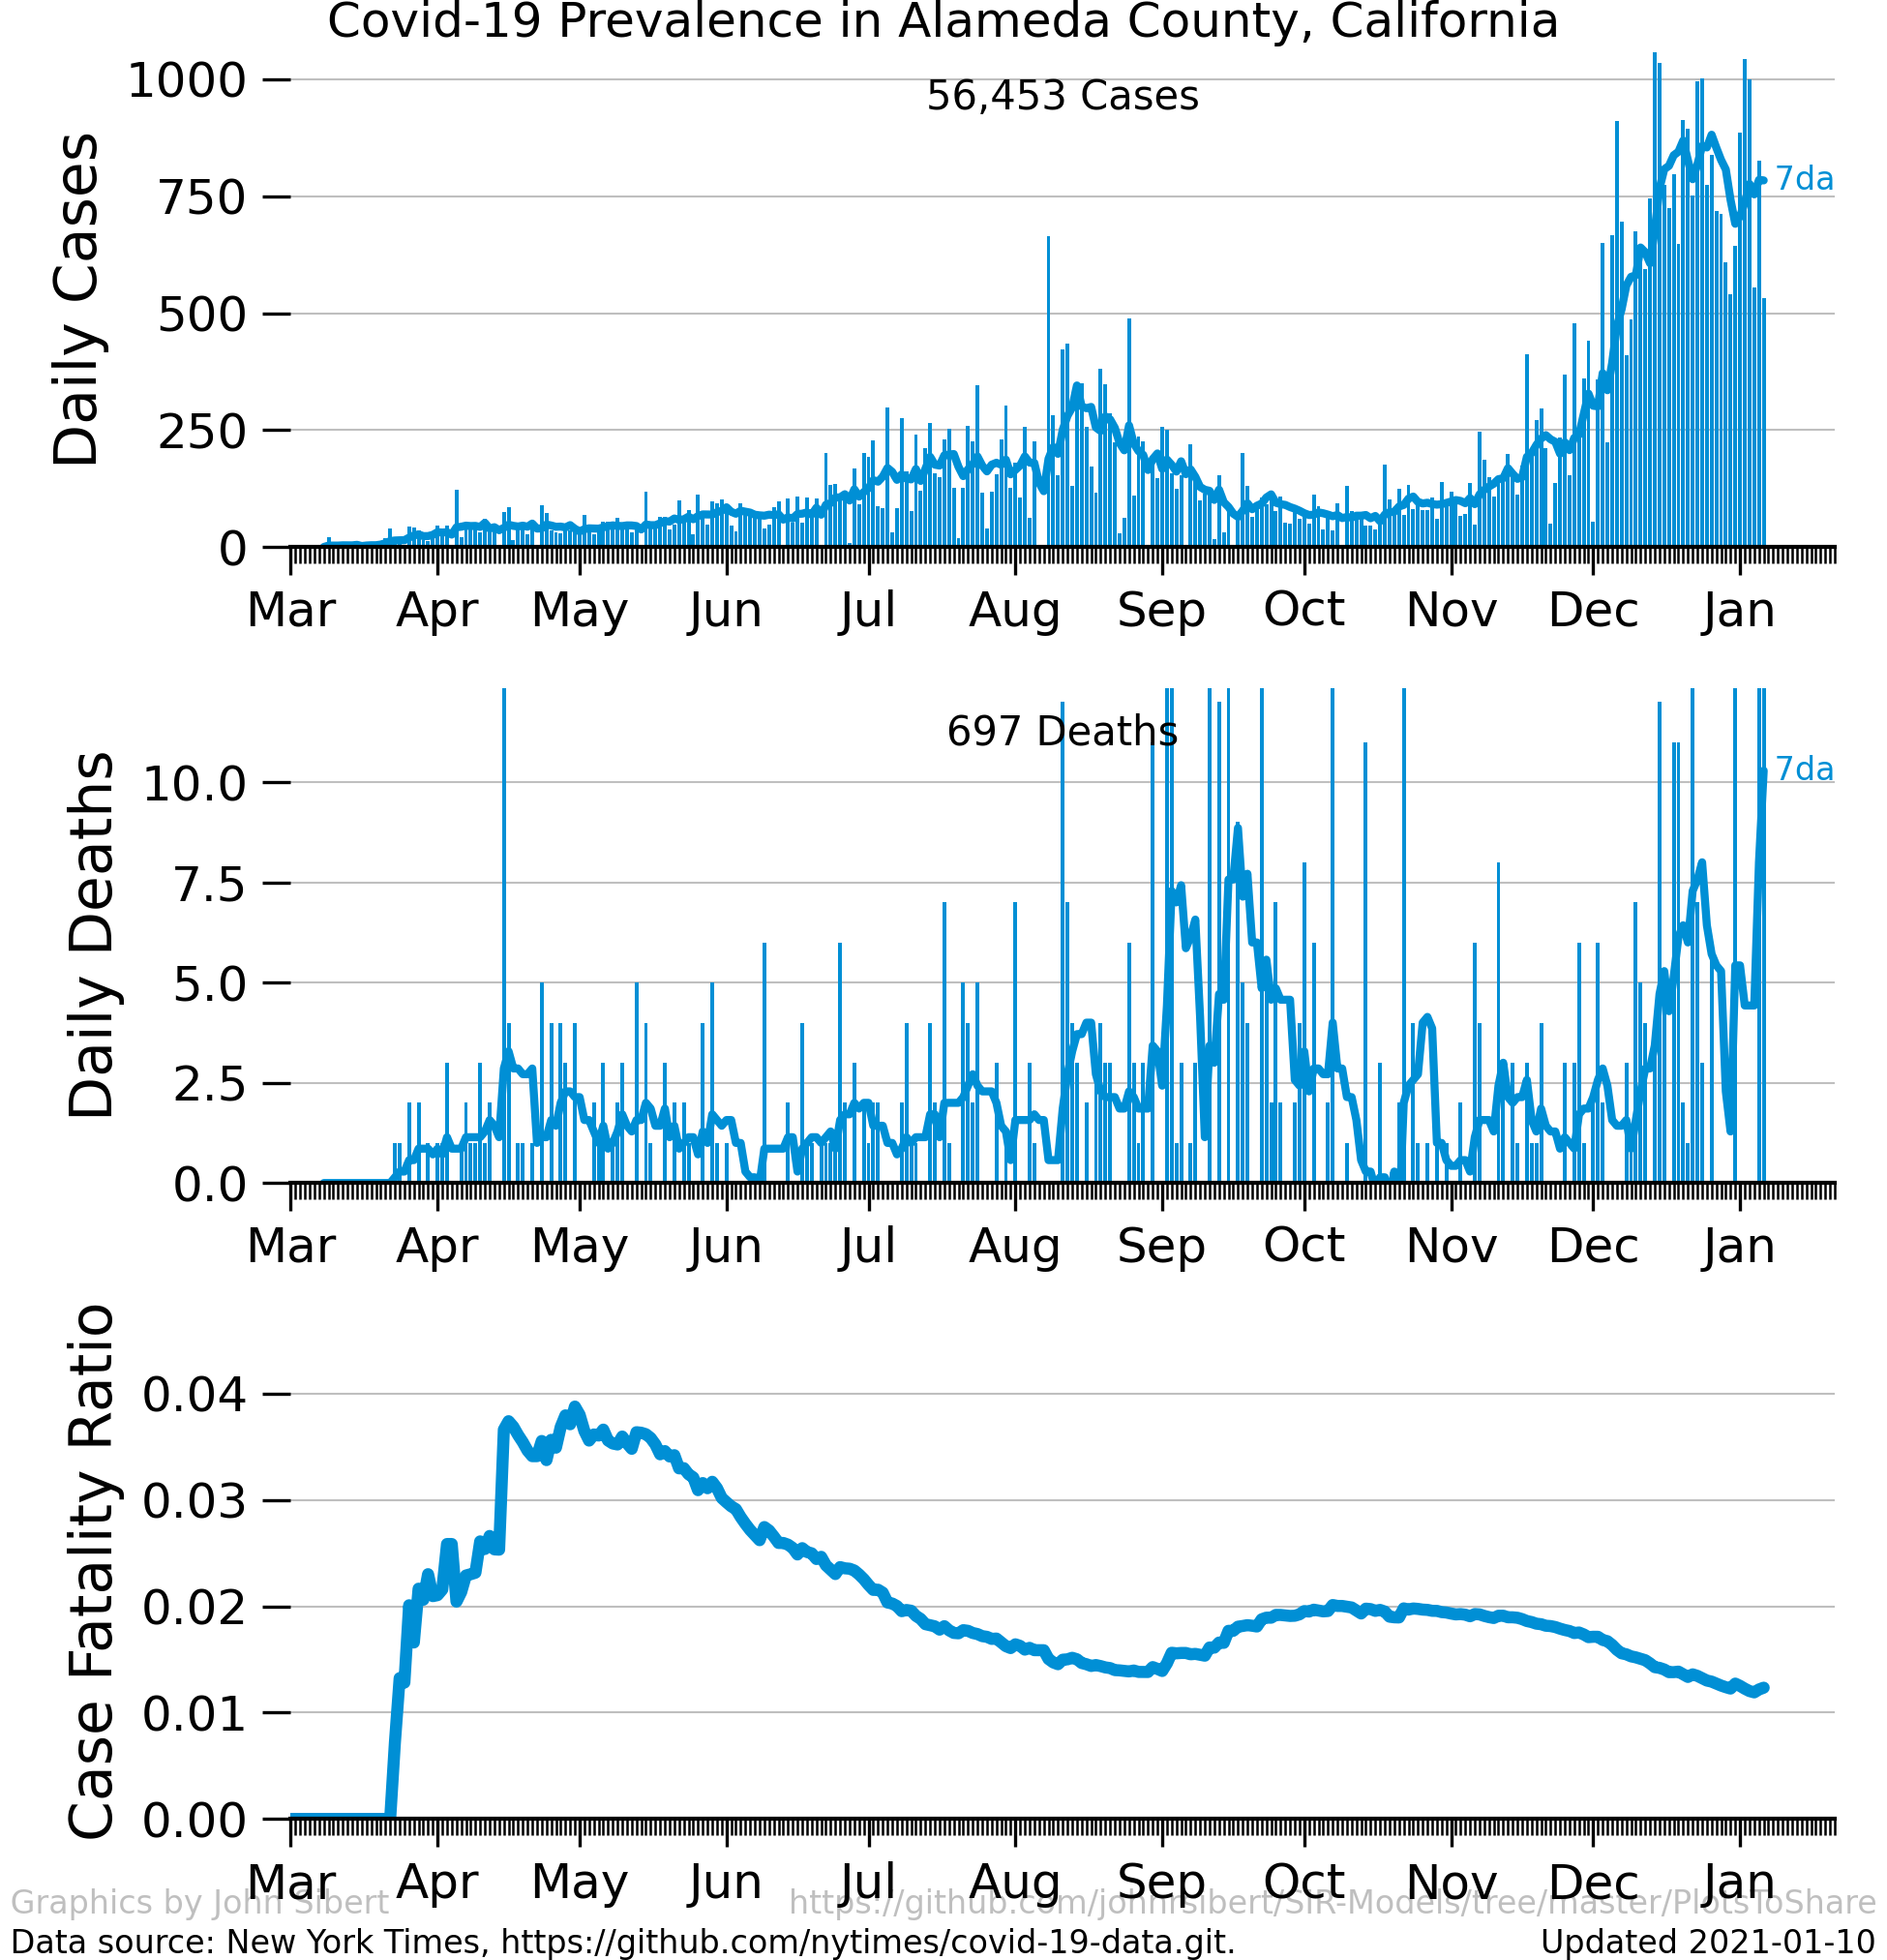 Covid-19 Prevalence in Alameda County, California
Daily Cases
1000
750
500
250
0
56,453 Cases
7da
Mar Apr May Jun Jul Aug Sep Oct Nov Dec Jan
Daily Deaths
10.0
7.5
5.0
2.5
0.0
697 Deaths
7da
Mar Apr May Jun Jul Aug Sep Oct Nov Dec Jan
Case Fatality Ratio
0.04
0.03
0.02
0.01
0.00
Mar Apr May Jun Jul Aug Sep Oct Nov Dec Jan
Graphics by John Sibert https://github.com/johnrsibert/SIR-Models/tree/master/PlotsToShare
Data source: New York Times, https://github.com/nytimes/covid-19-data.git. Updated 2021-01-10